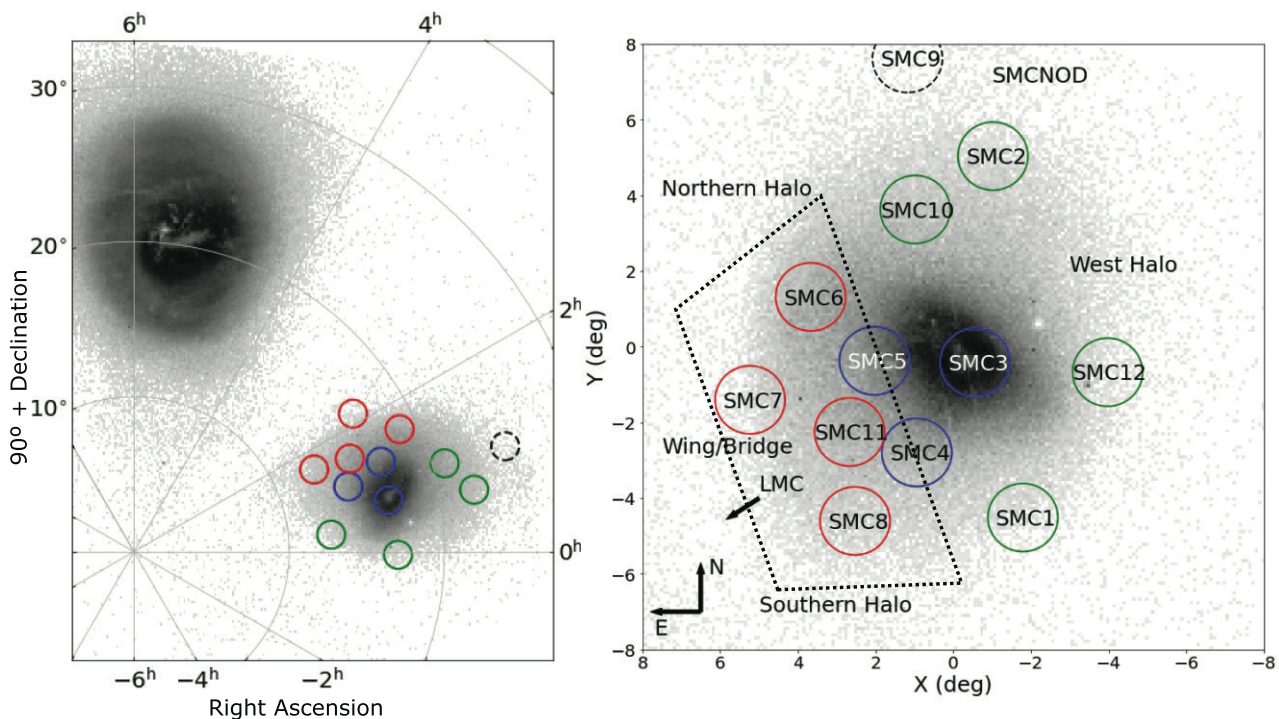 6h
4h
30°
20°
10°
2h
0h
−6h
−4h
−2h
90º + Declination
Right Ascension
8
6
4
2
0
−2
−4
−6
−8
Y (deg)
SMC9
SMCNOD
SMC2
Northern Halo
SMC10
West Halo
SMC6
SMC5
SMC3
SMC12
SMC7
SMC11
Wing/Bridge
SMC4
LMC
SMC8
SMC1
N
Southern Halo
E
8
6
4
2
0
−2
−4
−6
−8
X (deg)